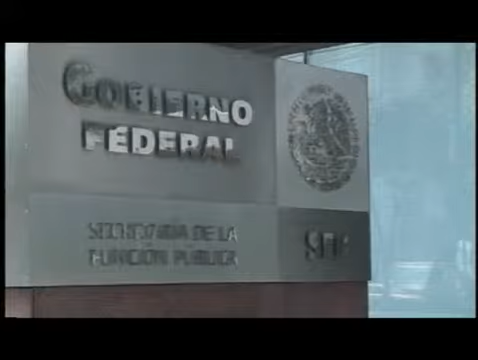 GOBIERNO
FEDERAL
SECRETARÍA DE LA
FUNCIÓN PÚBLICA
SFP